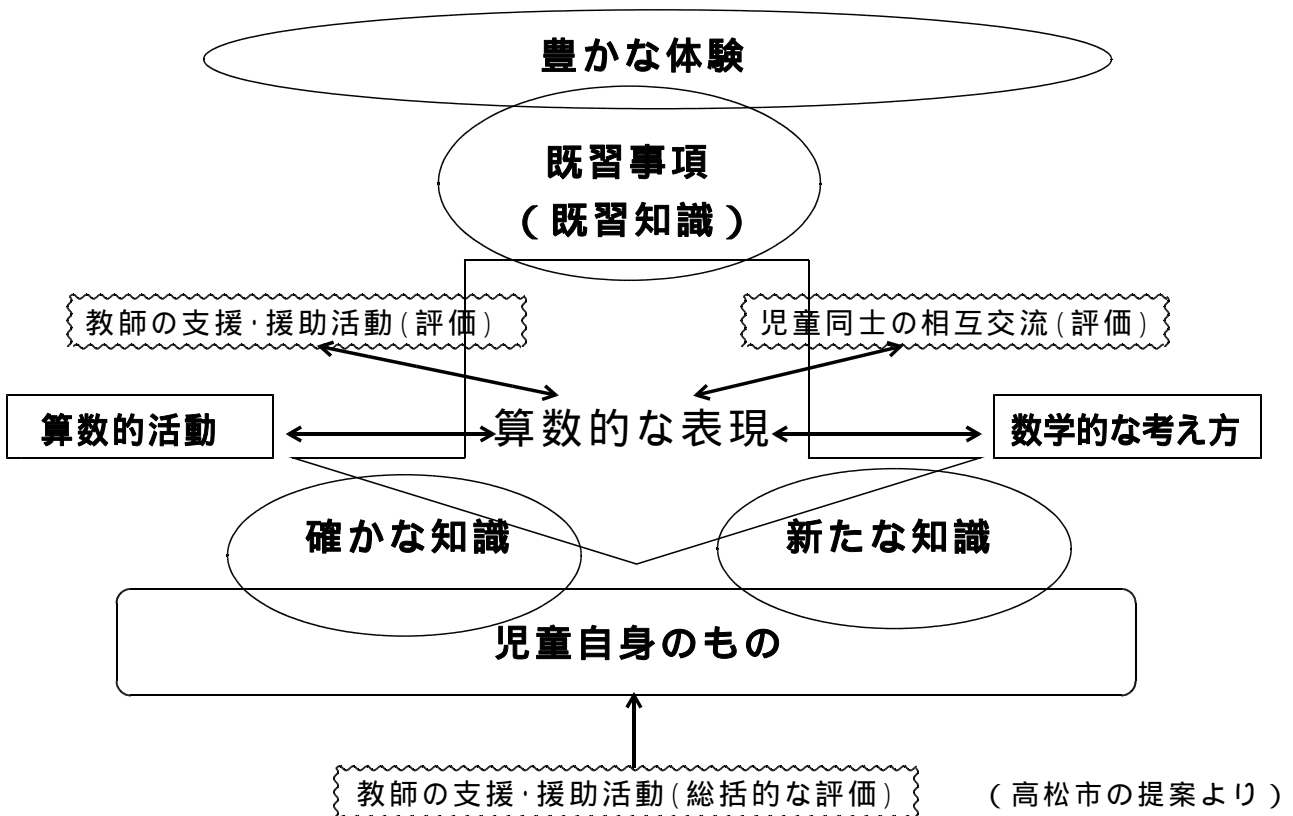 豊かな体験
既習事項
（既習知識）
教師の支援・援助活動(評価)
児童同士の相互交流(評価)
算数的活動
算数的な表現
数学的な考え方
確かな知識
新たな知識
児童自身のもの
教師の支援・援助活動(総括的な評価)
（高松市の提案より）